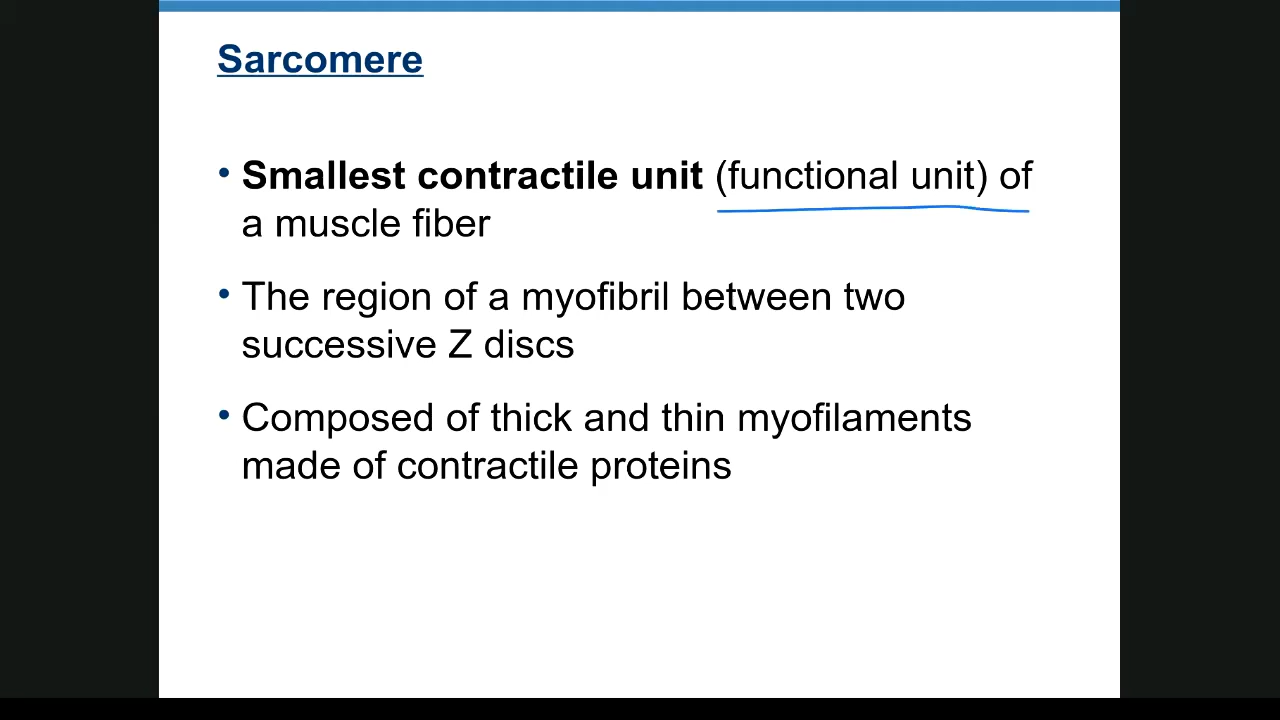 Sarcomere
• Smallest contractile unit (functional unit) of
a muscle fiber
• The region of a myofibril between two
successive Z discs
• Composed of thick and thin myofilaments
made of contractile proteins